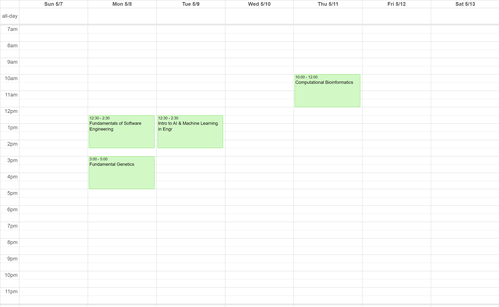 Sun 5/7 Mon 5/8 Tue 5/9 Wed 5/10 Thu 5/11 Fri 5/12 Sat 5/13
all-day
7am
8am
9am
10am
10:00 - 12:00
Computational Bioinformatics
11am
12pm
12:30 - 2:30
Fundamentals of Software
Engineering
12:30 - 2:30
Intro to AI & Machine Learning
in Engr
1pm
2pm
3pm
3:00 - 5:00
Fundamental Genetics
4pm
5pm
6pm
7pm
8pm
9pm
10pm
11pm